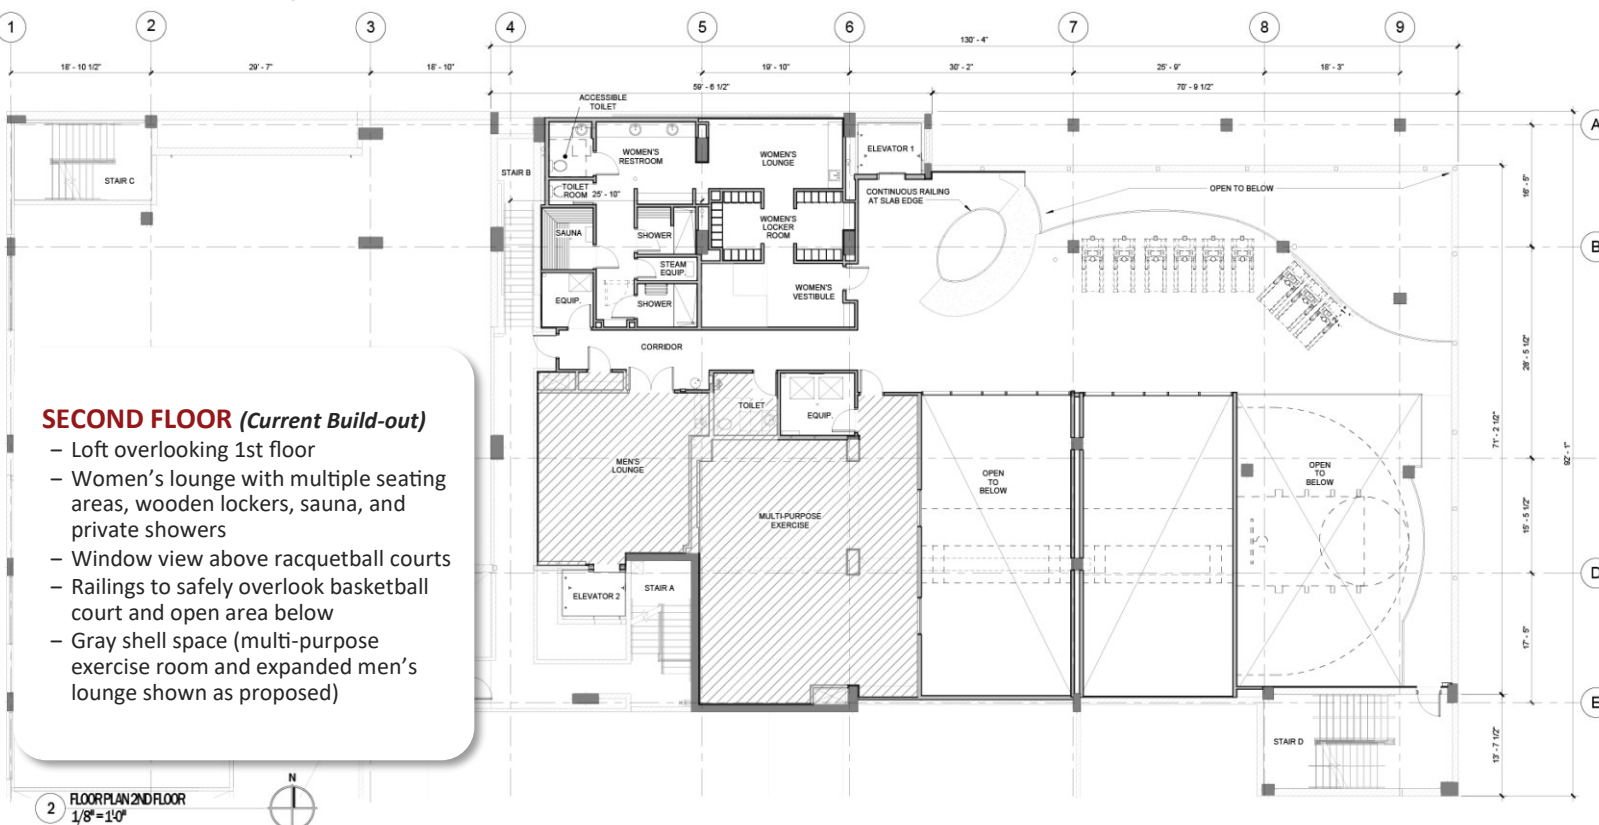 1 2 3 4 5 6 7 8 9
130' - 4"
18' - 10 1/2" 29' - 7" 18' - 10" 19' - 10" 30' - 2" 25' - 9" 18' - 3"
59' - 6 1/2" 70' - 9 1/2"
ACCESSIBLE
TOILET
A
STAIR C
STAIR B
WOMEN'S
RESTROOM
WOMEN'S
LOUNGE
ELEVATOR 1
TOILET
ROOM
25' - 10"
CONTINUOUS RAILING
AT SLAB EDGE
OPEN TO BELOW
16' - 5"
SAUNA
SHOWER
WOMEN'S
LOCKER
ROOM
B
STEAM
EQUIP.
EQUIP.
SHOWER
WOMEN'S
VESTIBULE
CORRIDOR
28' - 5 1/2"
SECOND FLOOR (Current Build-out)
– Loft overlooking 1st floor
– Women's lounge with multiple seating
areas, wooden lockers, sauna, and
private showers
– Window view above racquetball courts
– Railings to safely overlook basketball
court and open area below
– Gray shell space (multi-purpose
exercise room and expanded men's
lounge shown as proposed)
TOILET
EQUIP.
MEN'S
LOUNGE
MULTI-PURPOSE
EXERCISE
OPEN
TO
BELOW
OPEN
TO
BELOW
71' - 2 1/2"
92' - 1"
15' - 5 1/2"
ELEVATOR 2
STAIR A
D
17' - 5"
E
STAIR D
13' - 7 1/2"
N
2
FLOOR PLAN 2ND FLOOR
1/8" = 1'-0"